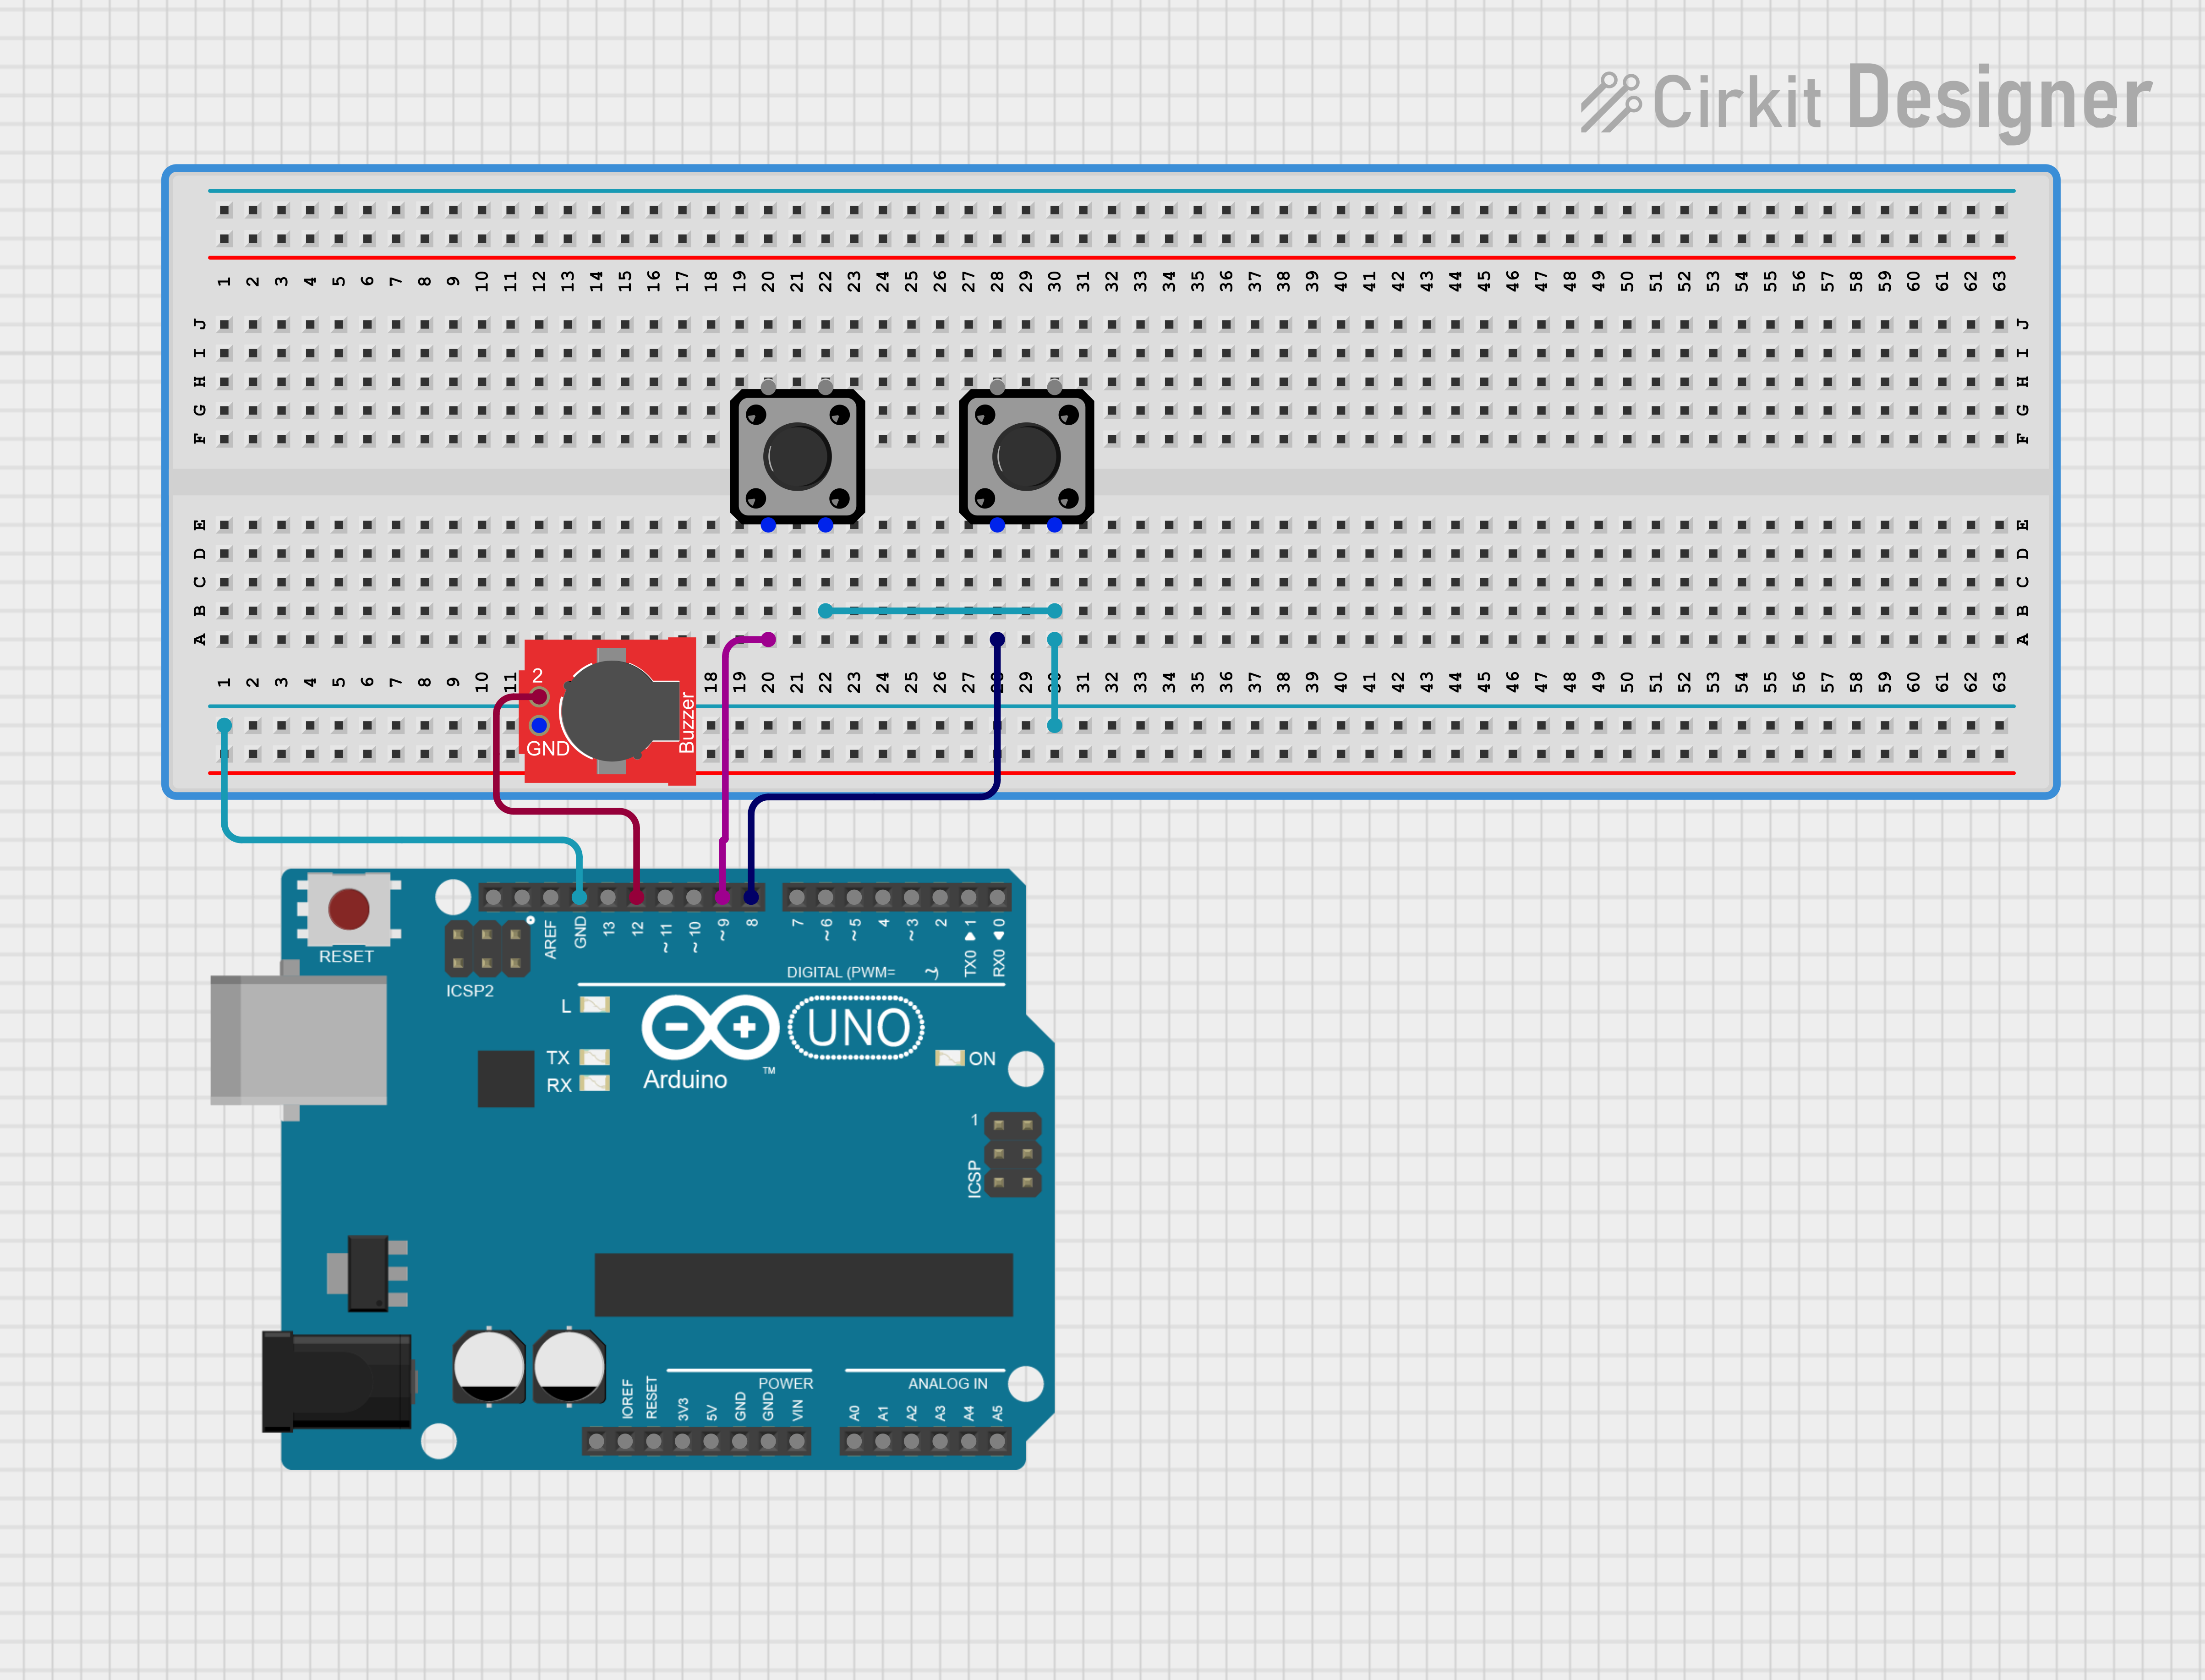 Cirkit Designer
1 2 3 4 5 6 7 8 9 10 11 12 13 14 15 16 17 18 19 20 21 22 23 24 25 26 27 28 29 30 31 32 33 34 35 36 37 38 39 40 41 42 43 44 45 46 47 48 49 50 51 52 53 54 55 56 57 58 59 60 61 62 63
J J
I I
H H
G G
F F
E E
D D
C C
B B
A A
1 2 3 4 5 6 7 8 9 10 11 18 19 20 21 22 23 24 25 26 27 28 29 30 31 32 33 34 35 36 37 38 39 40 41 42 43 44 45 46 47 48 49 50 51 52 53 54 55 56 57 58 59 60 61 62 63
2
GND
Buzzer
RESET
ICSP2
AREF GND 13 12 ~11 ~10 ~9 8 7 ~6 ~5 4 ~3 2 TX0 1 RX0 0
DIGITAL (PWM= ~
L
TX
RX
UNO
Arduino
TM
ON
1
ICSP
POWER
ANALOG IN
IOREF RESET 3V3 5V GND GND VIN A0 A1 A2 A3 A4 A5